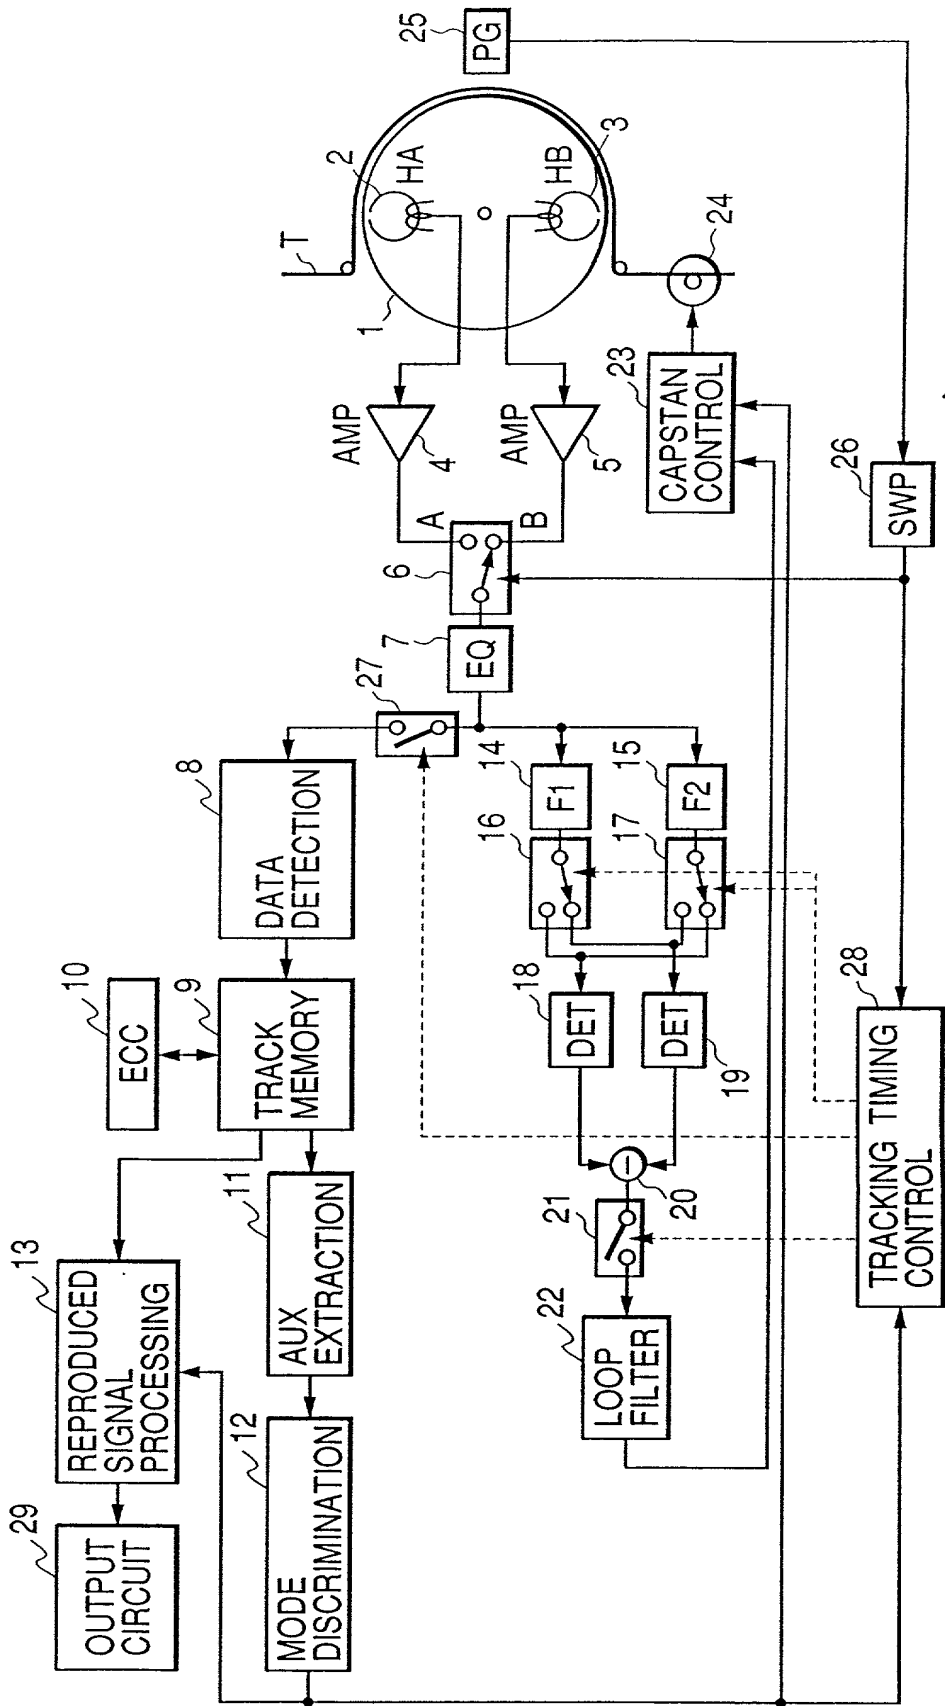 25
PG
2
HA
HB
3
T
1
24
AMP
4
AMP
5
23
CAPSTAN
CONTROL
26
SWP
A
B
6
7
EQ
27
8
DATA
DETECTION
14
F1
15
F2
16
17
10
ECC
9
TRACK
MEMORY
18
DET
DET
19
28
TRACKING TIMING
CONTROL
20
21
11
AUX
EXTRACTION
13
REPRODUCED
SIGNAL
PROCESSING
22
LOOP
FILTER
12
MODE
DISCRIMINATION
29
OUTPUT
CIRCUIT